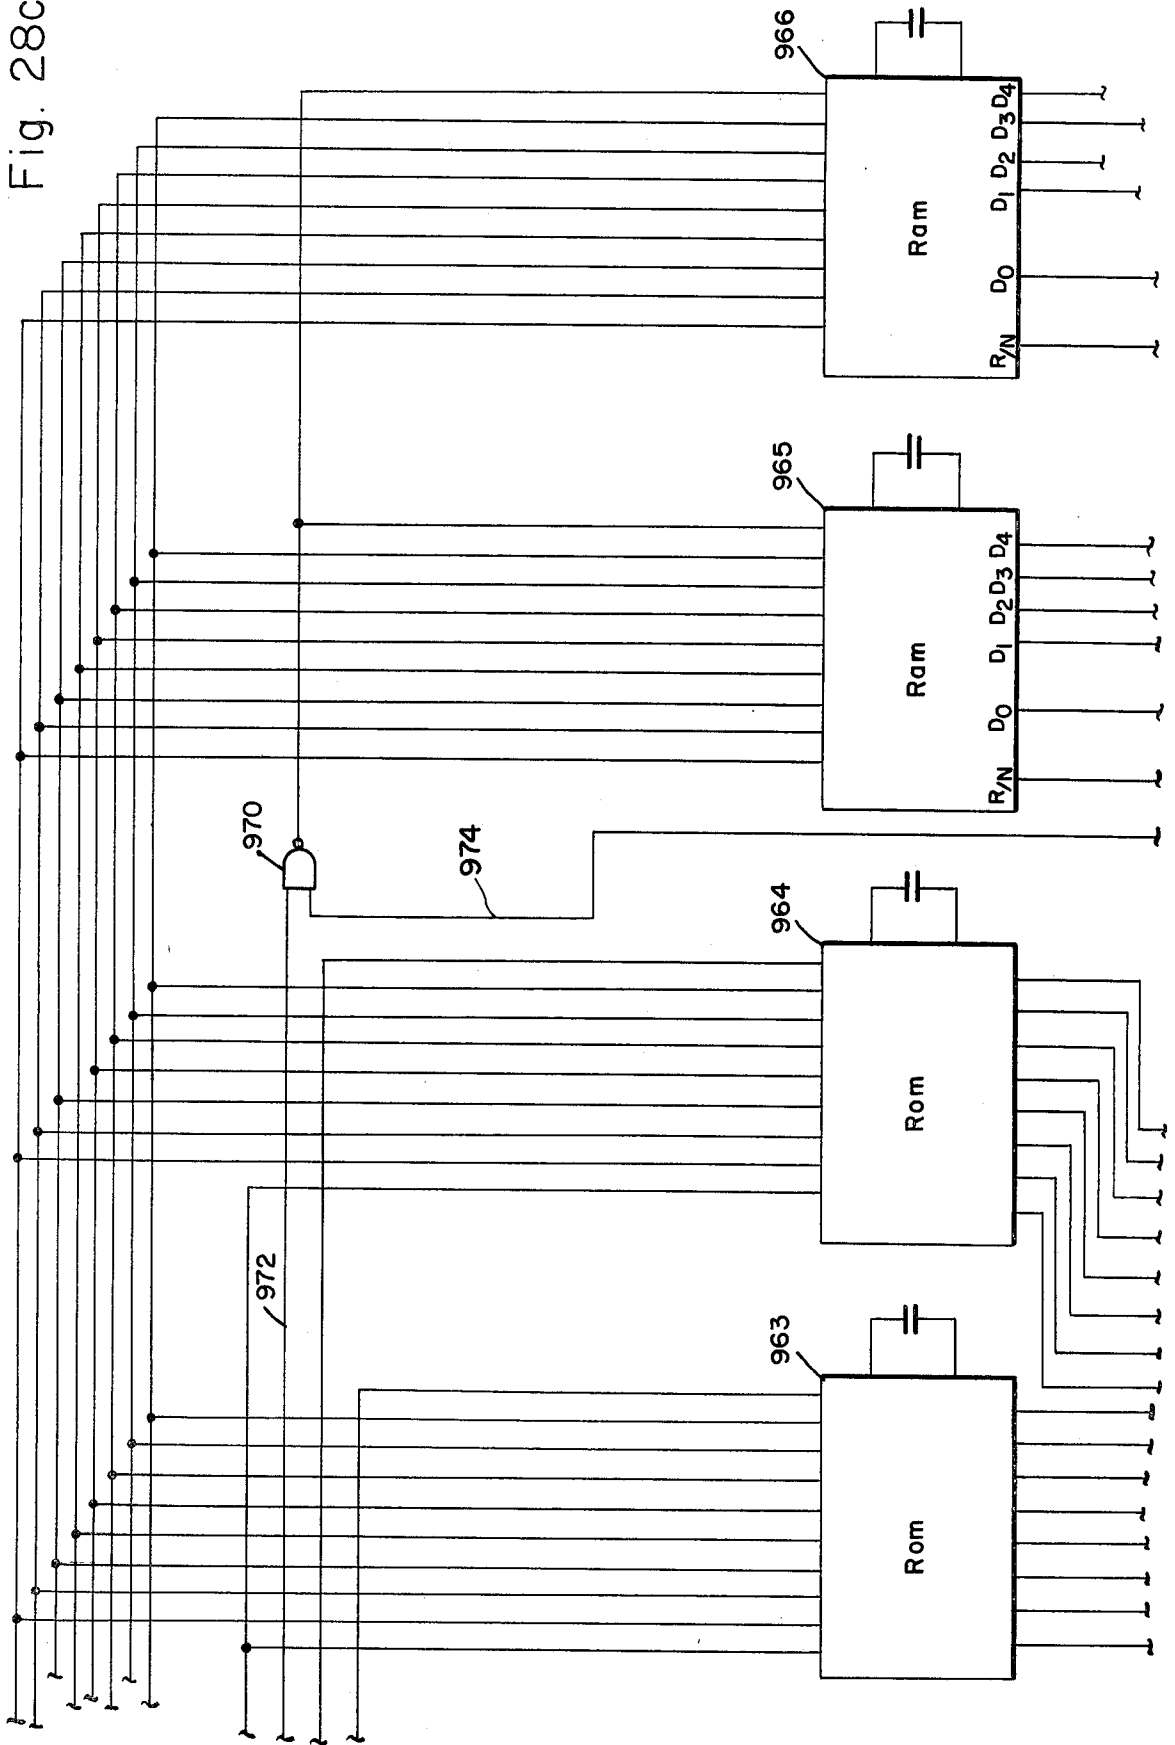 Fig. 28c
963
Rom
964
Rom
972
974
970
965
Ram
R/N D0 D1 D2 D3 D4
966
Ram
R/N D0 D1 D2 D3 D4